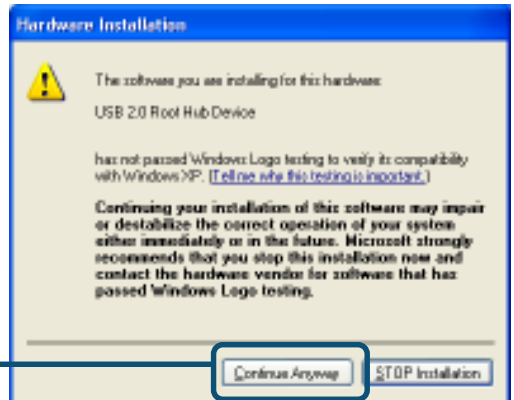 Hardware Installation
The software you are installing for this hardware:
USB 2.0 Root Hub Device
has not passed Windows Logo testing to verify its compatibility
with Windows XP. (Tell me why this testing is important.)
Continuing your installation of this software may impair
or destabilize the correct operation of your system
either immediately or in the future. Microsoft strongly
recommends that you stop this installation now and
contact the hardware vendor for software that has
passed Windows Logo testing.
Continue Anyway
STOP Installation